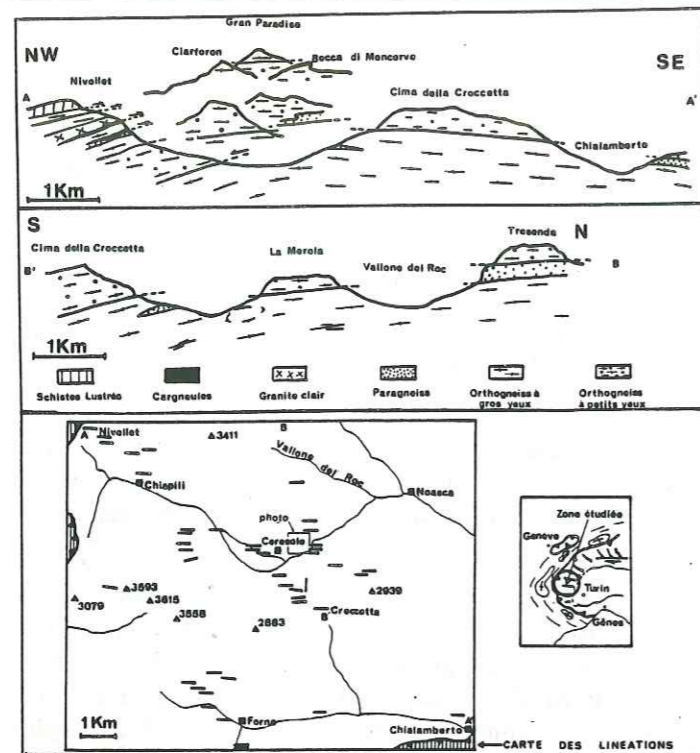 Gran Paradiso
NW
Ciarforon
Becca di Moncorve
SE
Nivollet
Cima della Croccetta
A
A'
Chialamberto
1Km
S
N
Cima della Croccetta
La Merola
Vallone del Roc
Tresenda
B'
B
1Km
Schistes Lustrés
Cargneules
Granite clair
Paragneiss
Orthogneiss à gros yeux
Orthogneiss à petits yeux
A
Nivollet
3411
B
Vallone del Roc
Chiapili
Noasca
photo
Ceresole
Zone étudiée
Genève
Turin
Gênes
3593
3079
3615
3558
2883
2939
B'
Croccetta
Forno
A'
Chialamberto
1Km
CARTE DES LINEATIONS